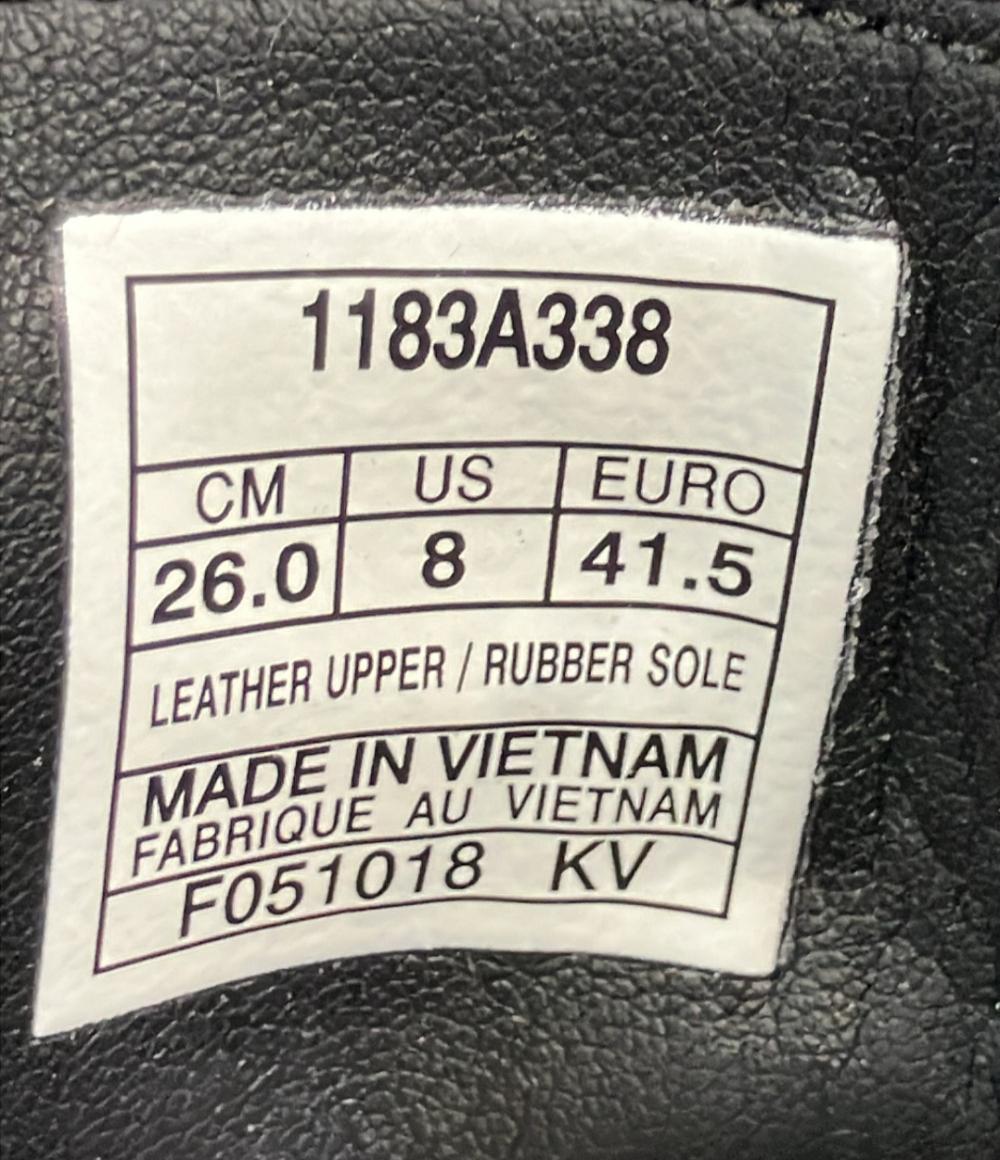 1183A338
CM US EURO
26.0 8 41.5
LEATHER UPPER / RUBBER SOLE
MADE IN VIETNAM
FABRIQUE AU VIETNAM
F051018 KV